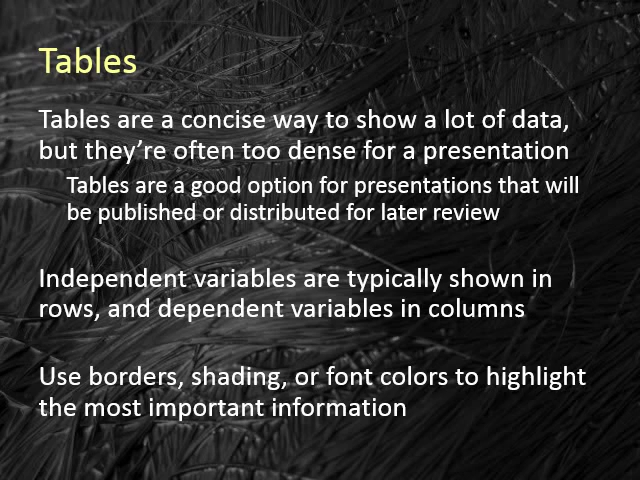 Tables
Tables are a concise way to show a lot of data,
but they’re often too dense for a presentation
Tables are a good option for presentations that will
be published or distributed for later review
Independent variables are typically shown in
rows, and dependent variables in columns
Use borders, shading, or font colors to highlight
the most important information